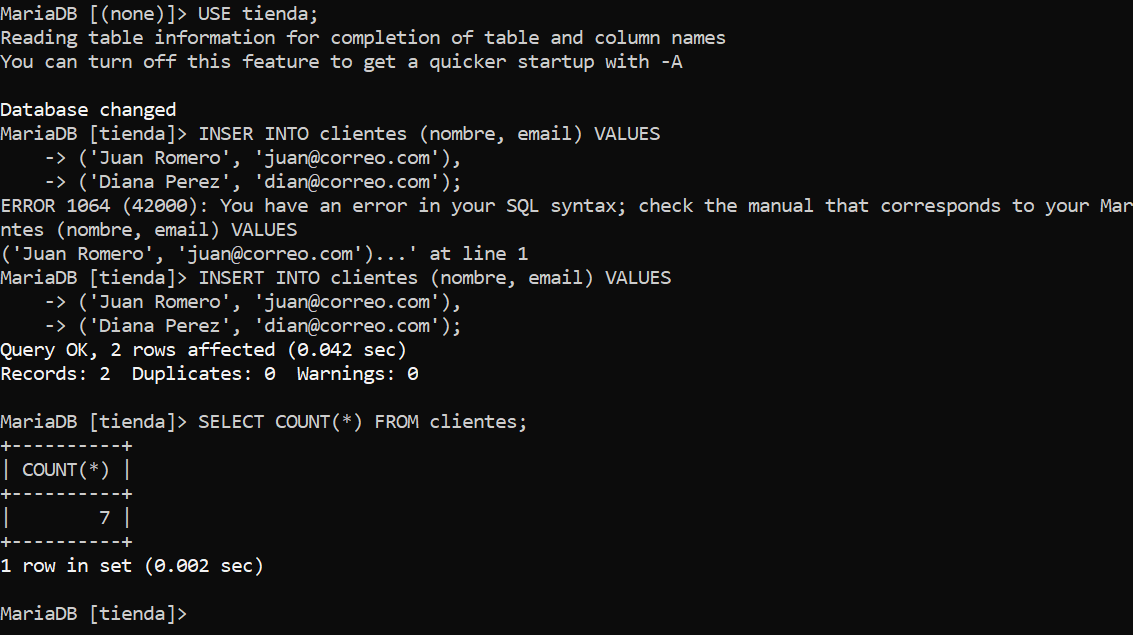 MariaDB [(none)]> USE tienda;
Reading table information for completion of table and column names
You can turn off this feature to get a quicker startup with -A

Database changed
MariaDB [tienda]> INSER INTO clientes (nombre, email) VALUES
    -> ('Juan Romero', 'juan@correo.com'),
    -> ('Diana Perez', 'dian@correo.com');
ERROR 1064 (42000): You have an error in your SQL syntax; check the manual that corresponds to your Mar
ntes (nombre, email) VALUES
('Juan Romero', 'juan@correo.com')...' at line 1
MariaDB [tienda]> INSERT INTO clientes (nombre, email) VALUES
    -> ('Juan Romero', 'juan@correo.com'),
    -> ('Diana Perez', 'dian@correo.com');
Query OK, 2 rows affected (0.042 sec)
Records: 2  Duplicates: 0  Warnings: 0

MariaDB [tienda]> SELECT COUNT(*) FROM clientes;
+----------+
| COUNT(*) |
+----------+
|        7 |
+----------+
1 row in set (0.002 sec)

MariaDB [tienda]>